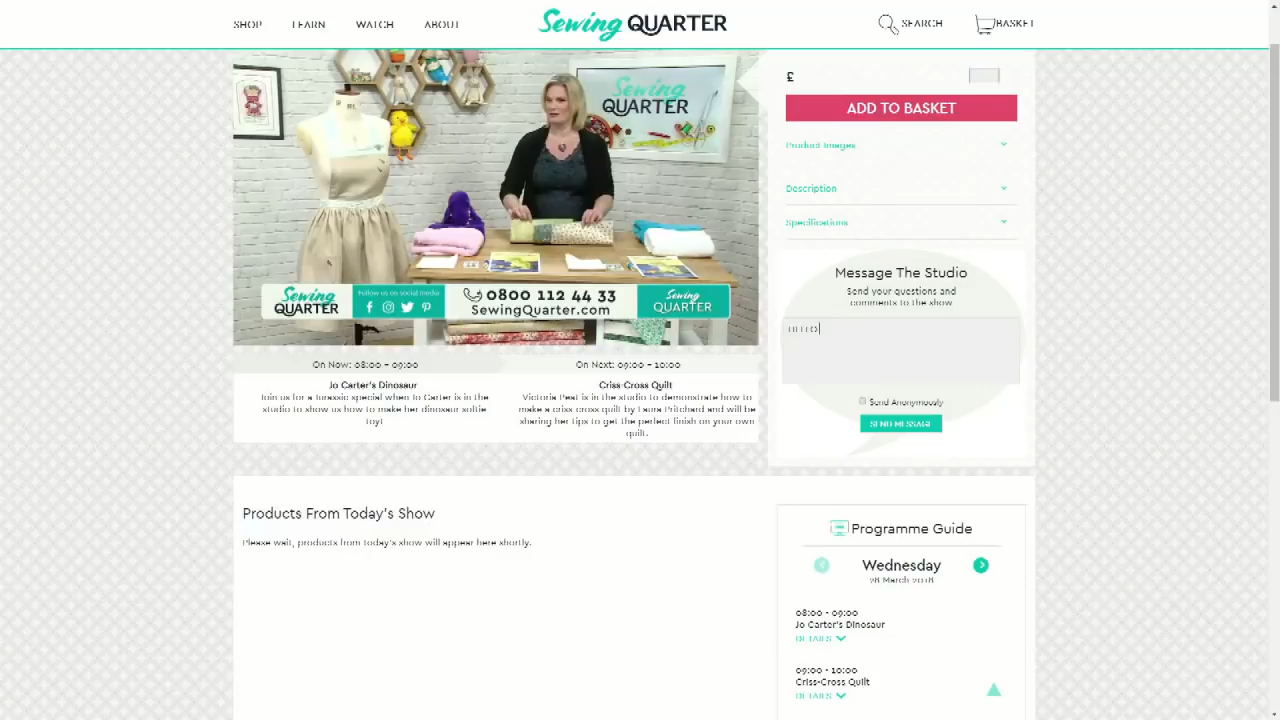 SHOP LEARN WATCH ABOUT Sewing QUARTER SEARCH BASKET
Sewing
QUARTER
Sewing
QUARTER
Follow us on social media
0800 112 44 33
SewingQuarter.com
Sewing
QUARTER
On Now: 08:00 - 09:00
Jo Carter's Dinosaur
Join us for a Jurassic special when Jo Carter is in the
studio to show us how to make her dinosaur softie
toy!
On Next: 09:00 - 10:00
Criss-Cross Quilt
Victoria Peat is in the studio to demonstrate how to
make a criss cross quilt by Laura Pritchard and will be
sharing her tips to get the perfect finish on your own
quilt.
£
ADD TO BASKET
Product Images
Description
Specifications
Message The Studio
Send your questions and
comments to the show
HELLO
Send Anonymously
SEND MESSAGE
Products From Today's Show
Please wait, products from today's show will appear here shortly.
Programme Guide
Wednesday
28 March 2018
08:00 - 09:00
Jo Carter's Dinosaur
DETAILS
09:00 - 10:00
Criss-Cross Quilt
DETAILS